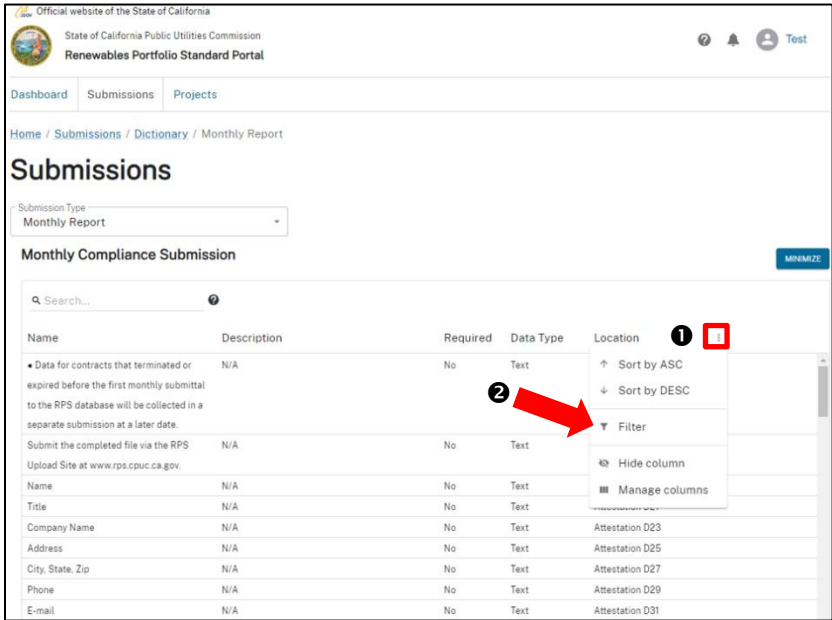 Official website of the State of California
State of California Public Utilities Commission
Renewables Portfolio Standard Portal
Test
Dashboard Submissions Projects
Home / Submissions / Dictionary / Monthly Report
Submissions
Submission Type
Monthly Report
Monthly Compliance Submission
MINIMIZE
Search...
Name Description Required Data Type Location ❶
• Data for contracts that terminated or N/A No Text
expired before the first monthly submittal
to the RPS database will be collected in a
separate submission at a later date.
Sort by ASC
Sort by DESC
❷
Filter
Hide column
Manage columns
Submit the completed file via the RPS N/A No Text
Upload Site at www.rps.cpuc.ca.gov.
Name N/A No Text
Title N/A No Text
Company Name N/A No Text Attestation D23
Address N/A No Text Attestation D25
City, State, Zip N/A No Text Attestation D27
Phone N/A No Text Attestation D29
E-mail N/A No Text Attestation D31